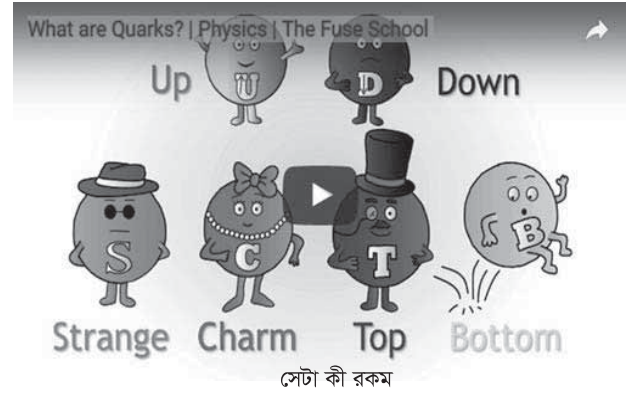 What are Quarks? | Physics | The Fuse School
Up U D Down
S C T B
Strange Charm Top Bottom
সেটা কী রকম